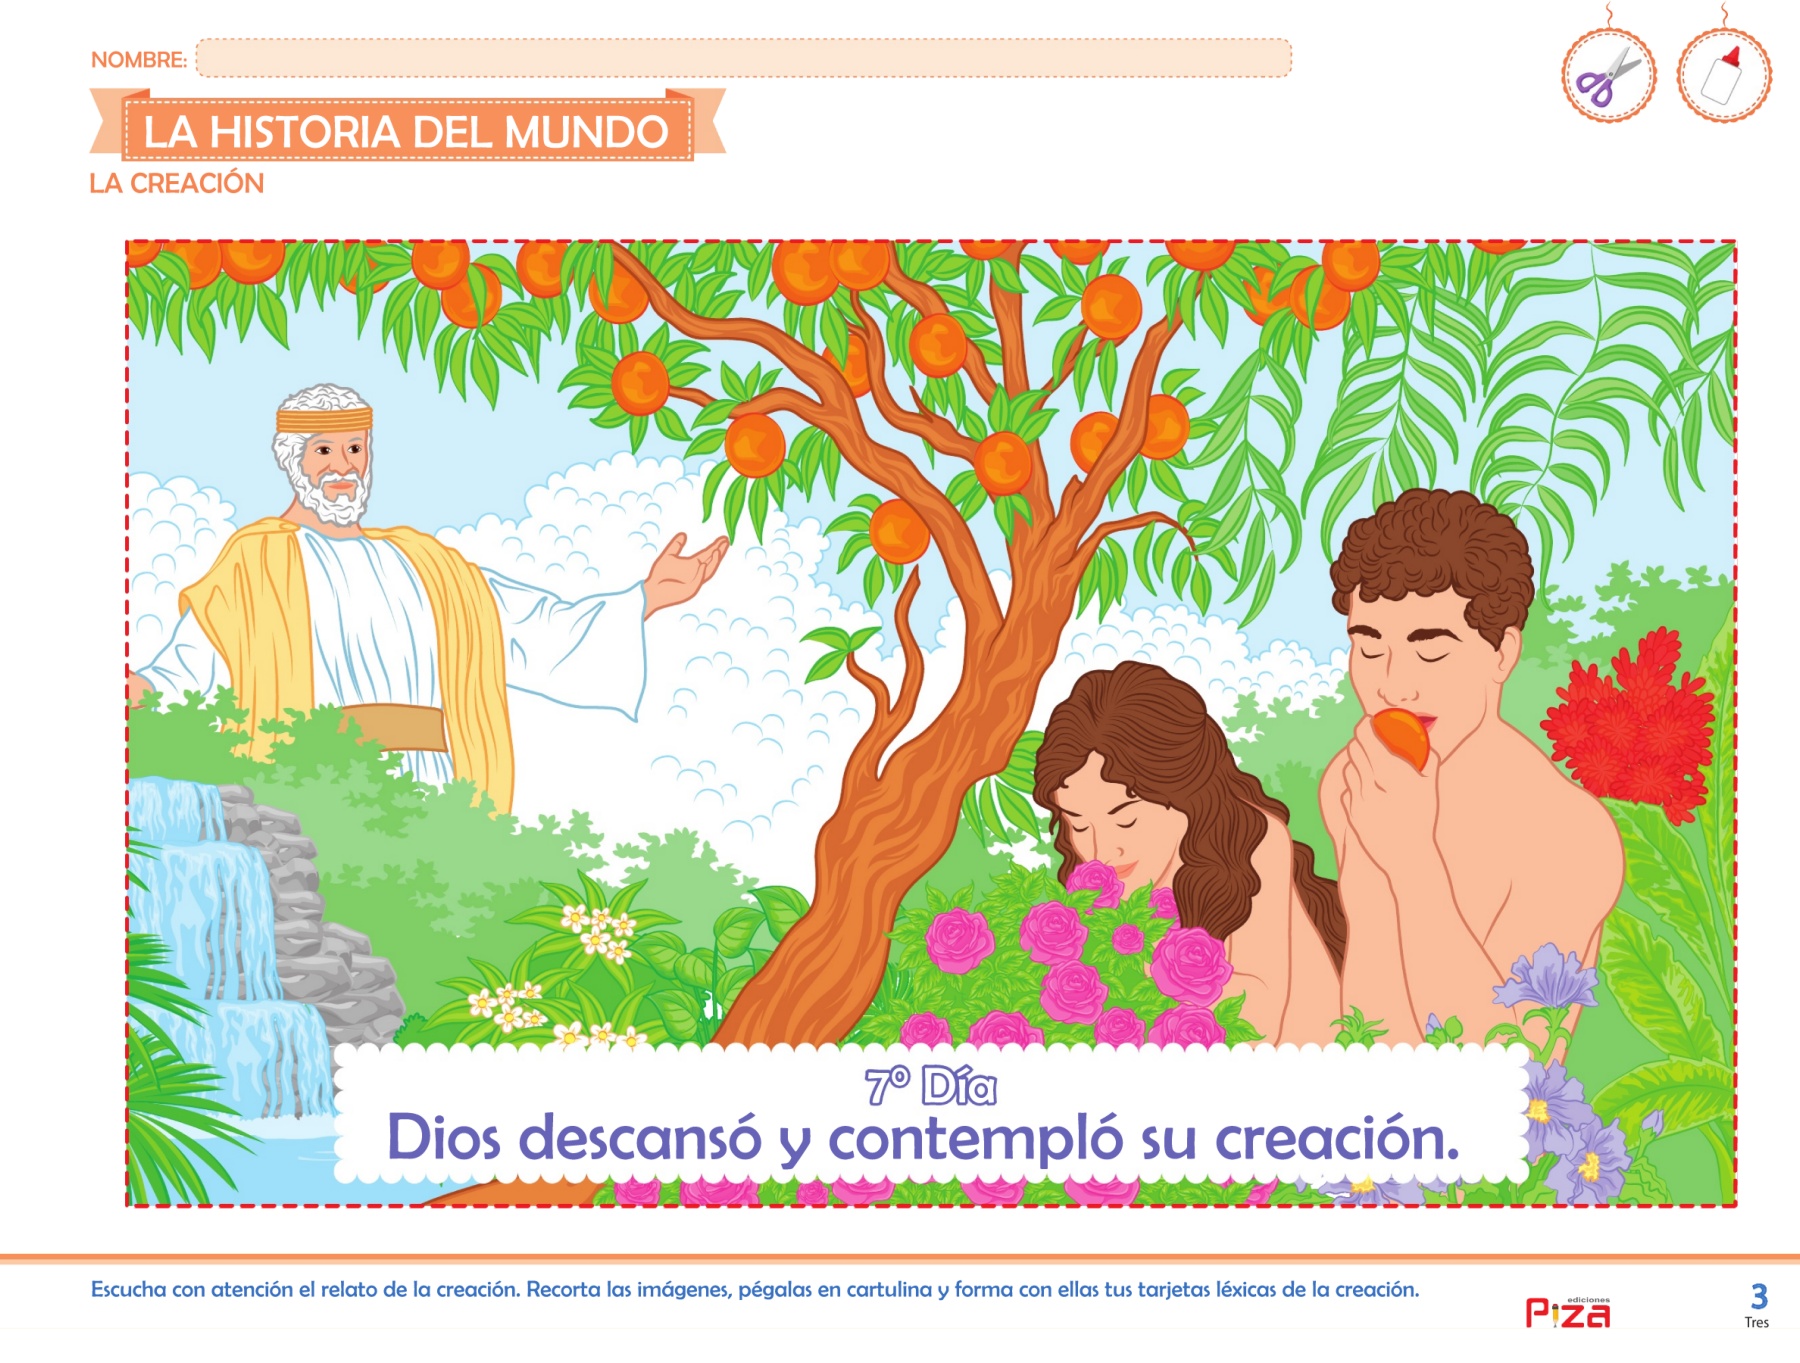 NOMBRE:
LA HISTORIA DEL MUNDO
LA CREACIÓN
7º Día
Dios descansó y contempló su creación.
Escucha con atención el relato de la creación. Recorta las imágenes, pégalas en cartulina y forma con ellas tus tarjetas léxicas de la creación.
ediciones
Piza
3
Tres